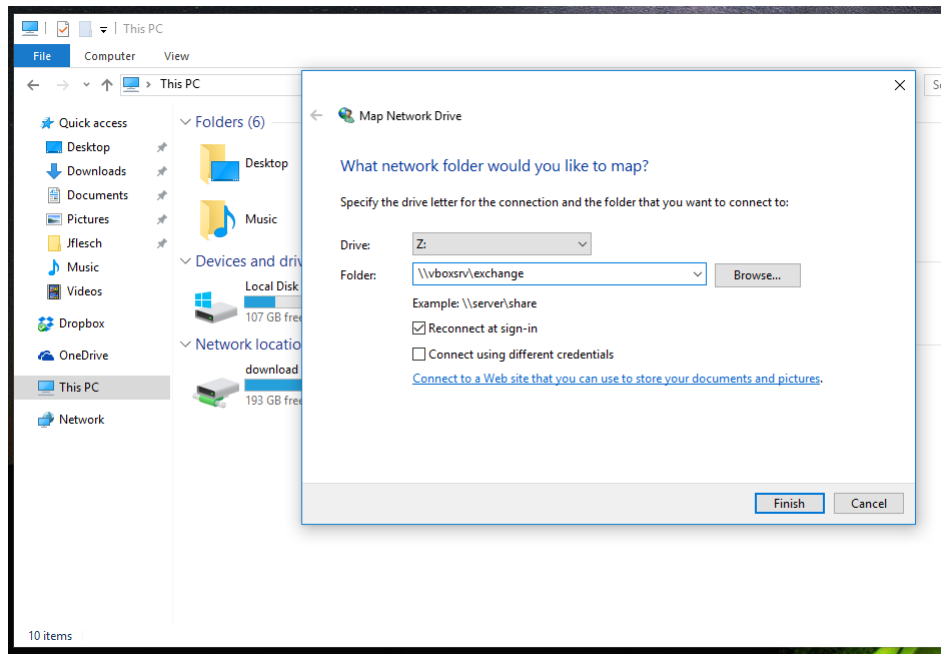 This PC
File Computer View
This PC
Quick access
Desktop
Downloads
Documents
Pictures
Jflesch
Music
Videos
Dropbox
OneDrive
This PC
Network
Folders (6)
Desktop
Music
Devices and driv
Local Disk
107 GB free
Network locatio
download
193 GB free
Map Network Drive
What network folder would you like to map?
Specify the drive letter for the connection and the folder that you want to connect to:
Drive: Z:
Folder: \\vboxsrv\exchange Browse...
Example: \\server\share
Reconnect at sign-in
Connect using different credentials
Connect to a Web site that you can use to store your documents and pictures.
Finish Cancel
10 items